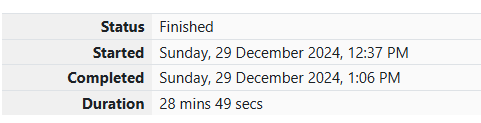 Status Finished
Started Sunday, 29 December 2024, 12:37 PM
Completed Sunday, 29 December 2024, 1:06 PM
Duration 28 mins 49 secs